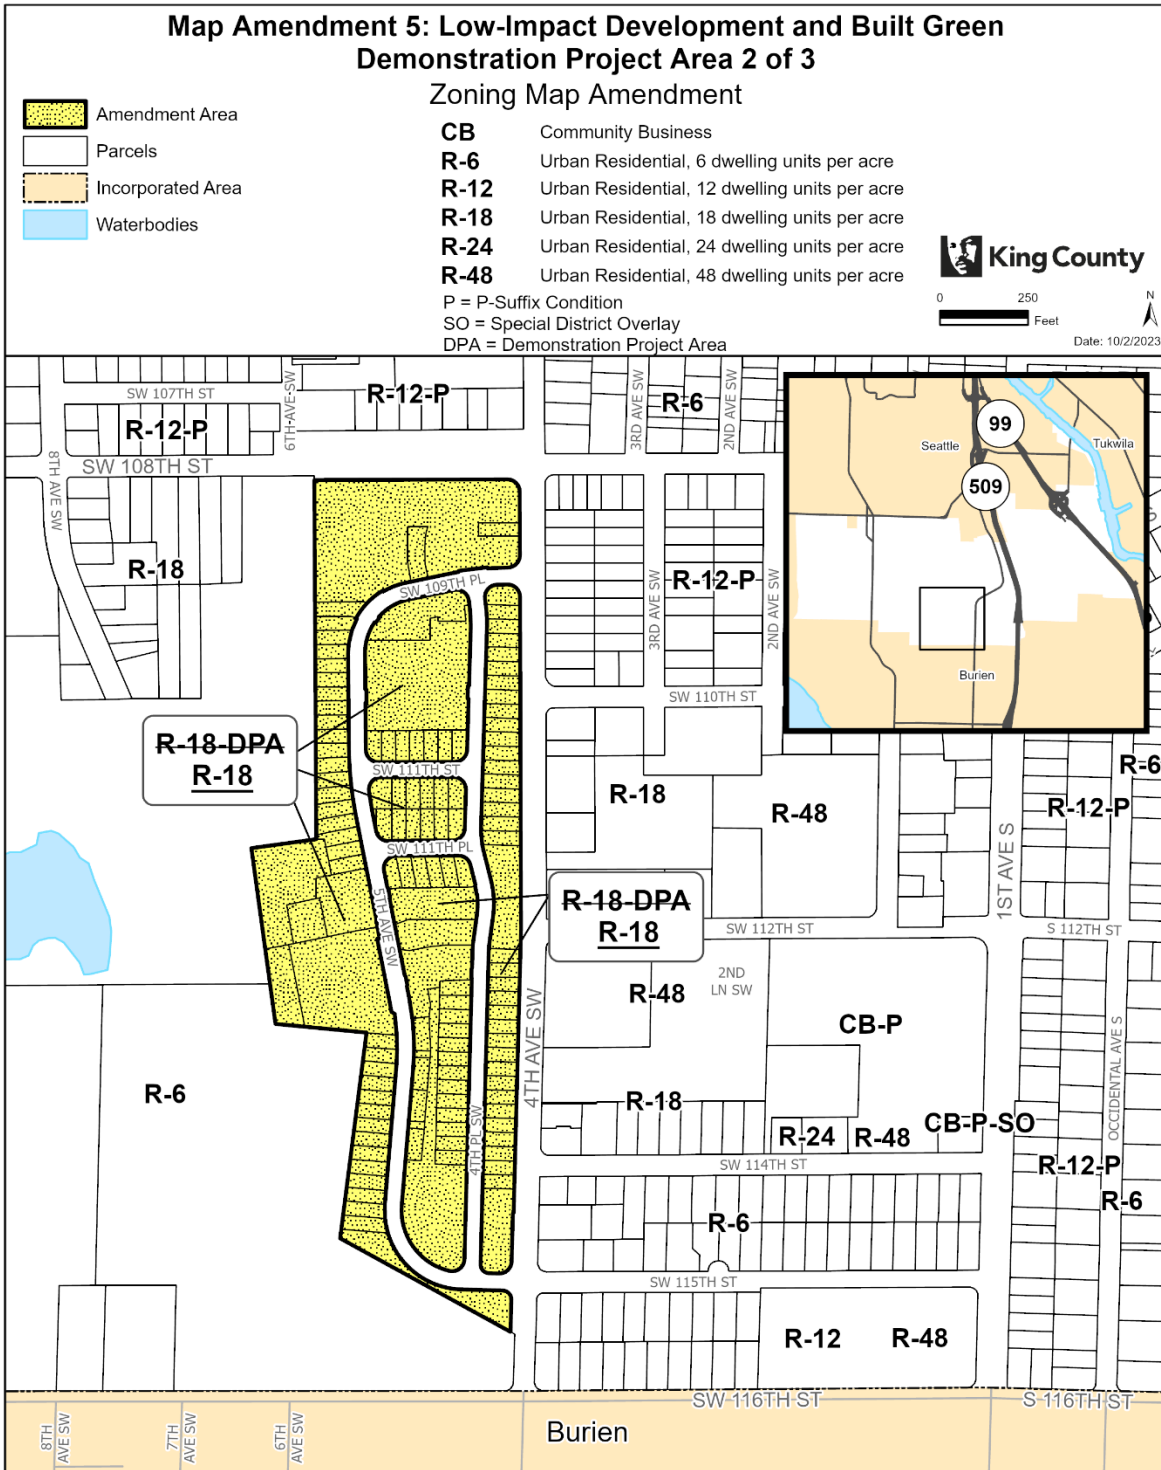 Map Amendment 5: Low-Impact Development and Built Green
Demonstration Project Area 2 of 3
Zoning Map Amendment
Amendment Area
Parcels
Incorporated Area
Waterbodies
CB Community Business
R-6 Urban Residential, 6 dwelling units per acre
R-12 Urban Residential, 12 dwelling units per acre
R-18 Urban Residential, 18 dwelling units per acre
R-24 Urban Residential, 24 dwelling units per acre
R-48 Urban Residential, 48 dwelling units per acre
P = P-Suffix Condition
SO = Special District Overlay
DPA = Demonstration Project Area
King County
0 250
Feet
N
Date: 10/2/2023
SW 107TH ST
6TH AVE SW
R-12-P
R-12-P
3RD AVE SW
R-6
2ND AVE SW
8TH AVE SW
SW 108TH ST
99
Seattle
Tukwila
509
Burien
R-18
SW 109TH PL
3RD AVE SW
R-12-P
2ND AVE SW
SW 110TH ST
R-18-DPA
R-18
SW 111TH ST
SW 111TH PL
R-18
R-48
1ST AVE S
R-12-P
R-6
5TH AVE SW
R-18-DPA
R-18
SW 112TH ST
S 112TH ST
2ND
LN SW
R-48
CB-P
4TH AVE SW
OCCIDENTAL AVE S
R-6
R-18
R-24
R-48
CB-P-SO
4TH PL SW
SW 114TH ST
R-12-P
R-6
R-6
SW 115TH ST
R-12
R-48
SW 116TH ST
S 116TH ST
8TH
AVE SW
7TH
AVE SW
6TH
AVE SW
Burien